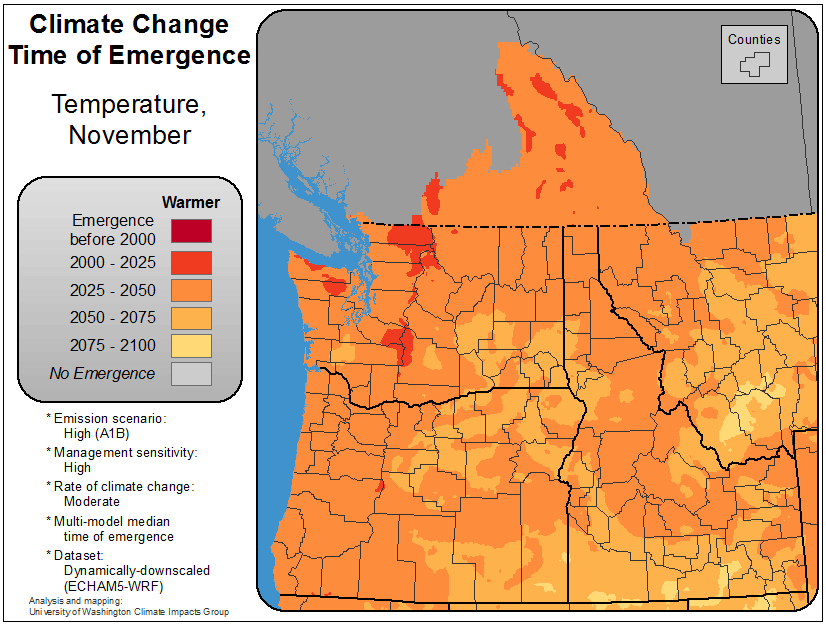 Climate Change
Time of Emergence
Temperature,
November
Warmer
Emergence
before 2000
2000 - 2025
2025 - 2050
2050 - 2075
2075 - 2100
No Emergence
* Emission scenario:
High (A1B)
* Management sensitivity:
High
* Rate of climate change:
Moderate
* Multi-model median
time of emergence
* Dataset:
Dynamically-downscaled
(ECHAM5-WRF)
Analysis and mapping:
University of Washington Climate Impacts Group
Counties